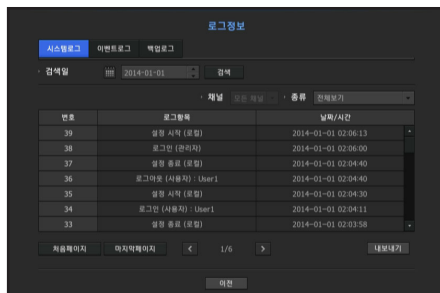 로그정보
시스템로그 이벤트로그 백업로그
· 검색일 2014-01-01 검색
· 채널 모든 채널 · 종류 전체보기
번호 로그항목 날짜/시간
39 설정 시작 (로컬) 2014-01-01 02:06:13
38 로그인 (관리자) 2014-01-01 02:06:00
37 설정 종료 (로컬) 2014-01-01 02:04:40
36 로그아웃 (사용자) : User1 2014-01-01 02:04:40
35 설정 시작 (로컬) 2014-01-01 02:04:30
34 로그인 (사용자) : User1 2014-01-01 02:04:11
33 설정 종료 (로컬) 2014-01-01 02:03:58
처음페이지 마지막페이지 < 1/6 > 내보내기
이전